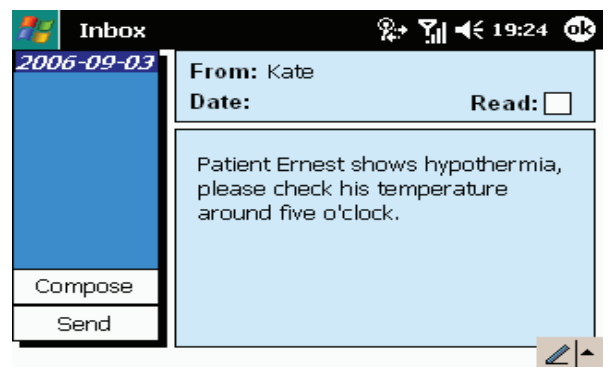 Inbox
19:24
ok
2006-09-03
From: Kate
Date:
Read:
Patient Ernest shows hypothermia,
please check his temperature
around five o'clock.
Compose
Send